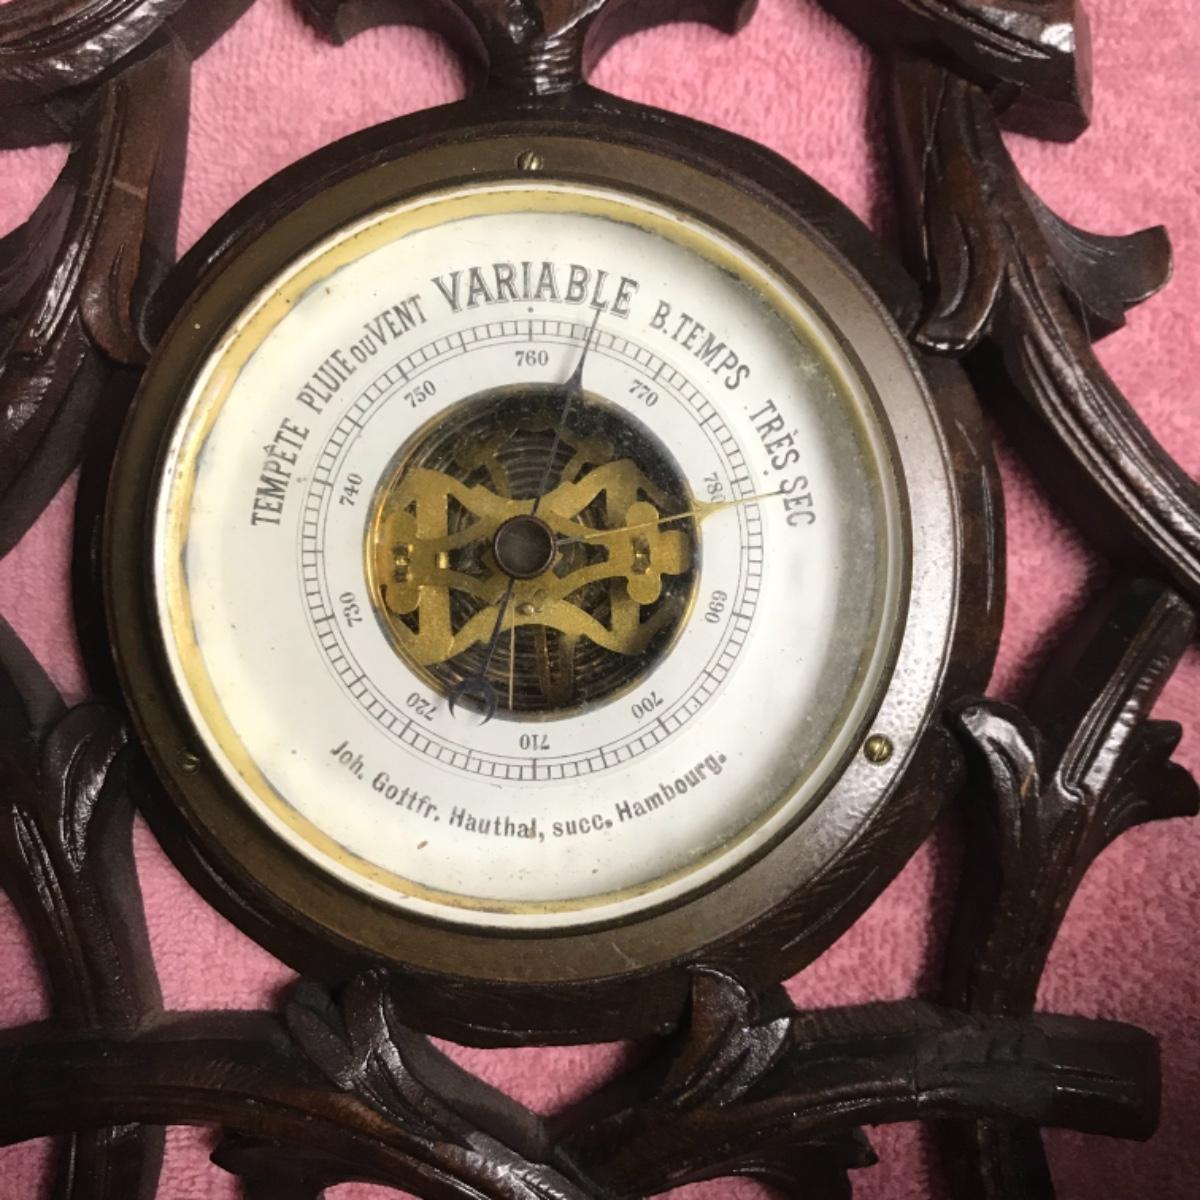 TEMPÊTE PLUIE OU VENT VARIABLE B. TEMPS TRÈS SEC
720 730 740 750 760 770 780
690 700 710
Joh. Gottfr. Hauthal, succ. Hambourg.